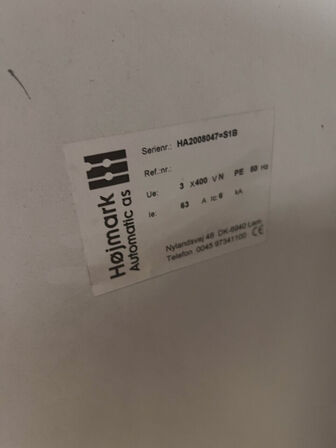 Højmark
Automatic as
Serienr.: HA2008047=S1B
Ref.:nr.:
Ue: 3 X400 V N PE 50 Hz
Ie: 63 A Ic: 6 kA
Nylandsvej 48 DK-6940 Lem
Telefon 0045 97341100 CE